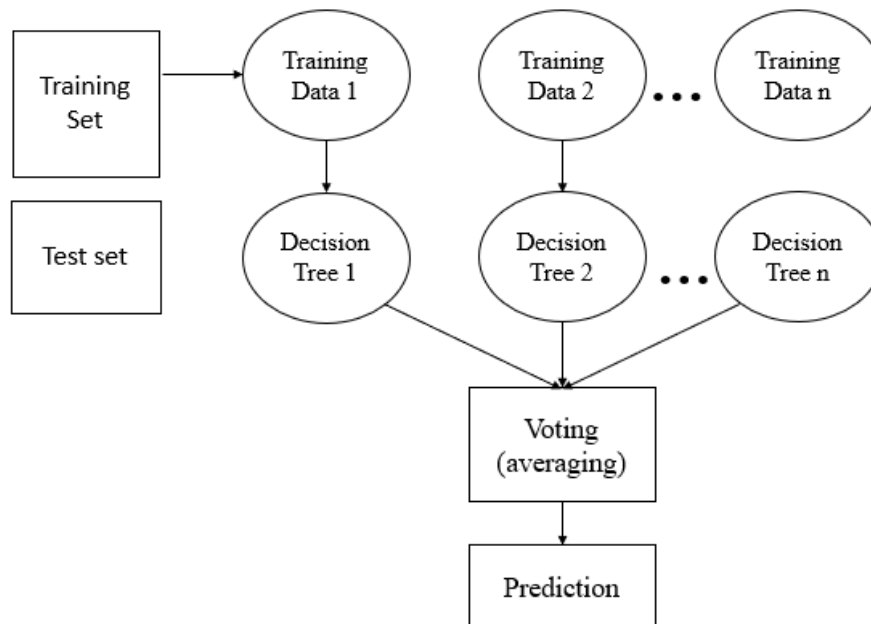 Training
Set
Training
Data 1
Training
Data 2
...
Training
Data n
Test set
Decision
Tree 1
Decision
Tree 2
...
Decision
Tree n
Voting
(averaging)
Prediction